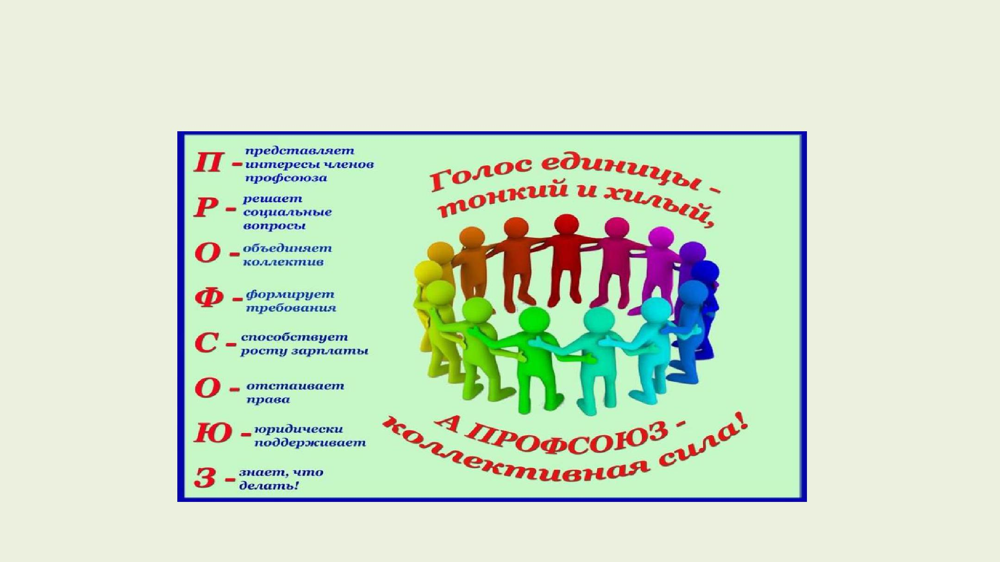 П - представляет
интересы членов
профсоюза
Р - решает
социальные
вопросы
О - объединяет
коллектив
Ф - формирует
требования
С - способствует
росту зарплаты
О - отстаивает
права
Ю - юридически
поддерживает
З - знает, что
делать!
Голос единицы -
тонкий и хилый,
А ПРОФСОЮЗ -
коллективная сила!